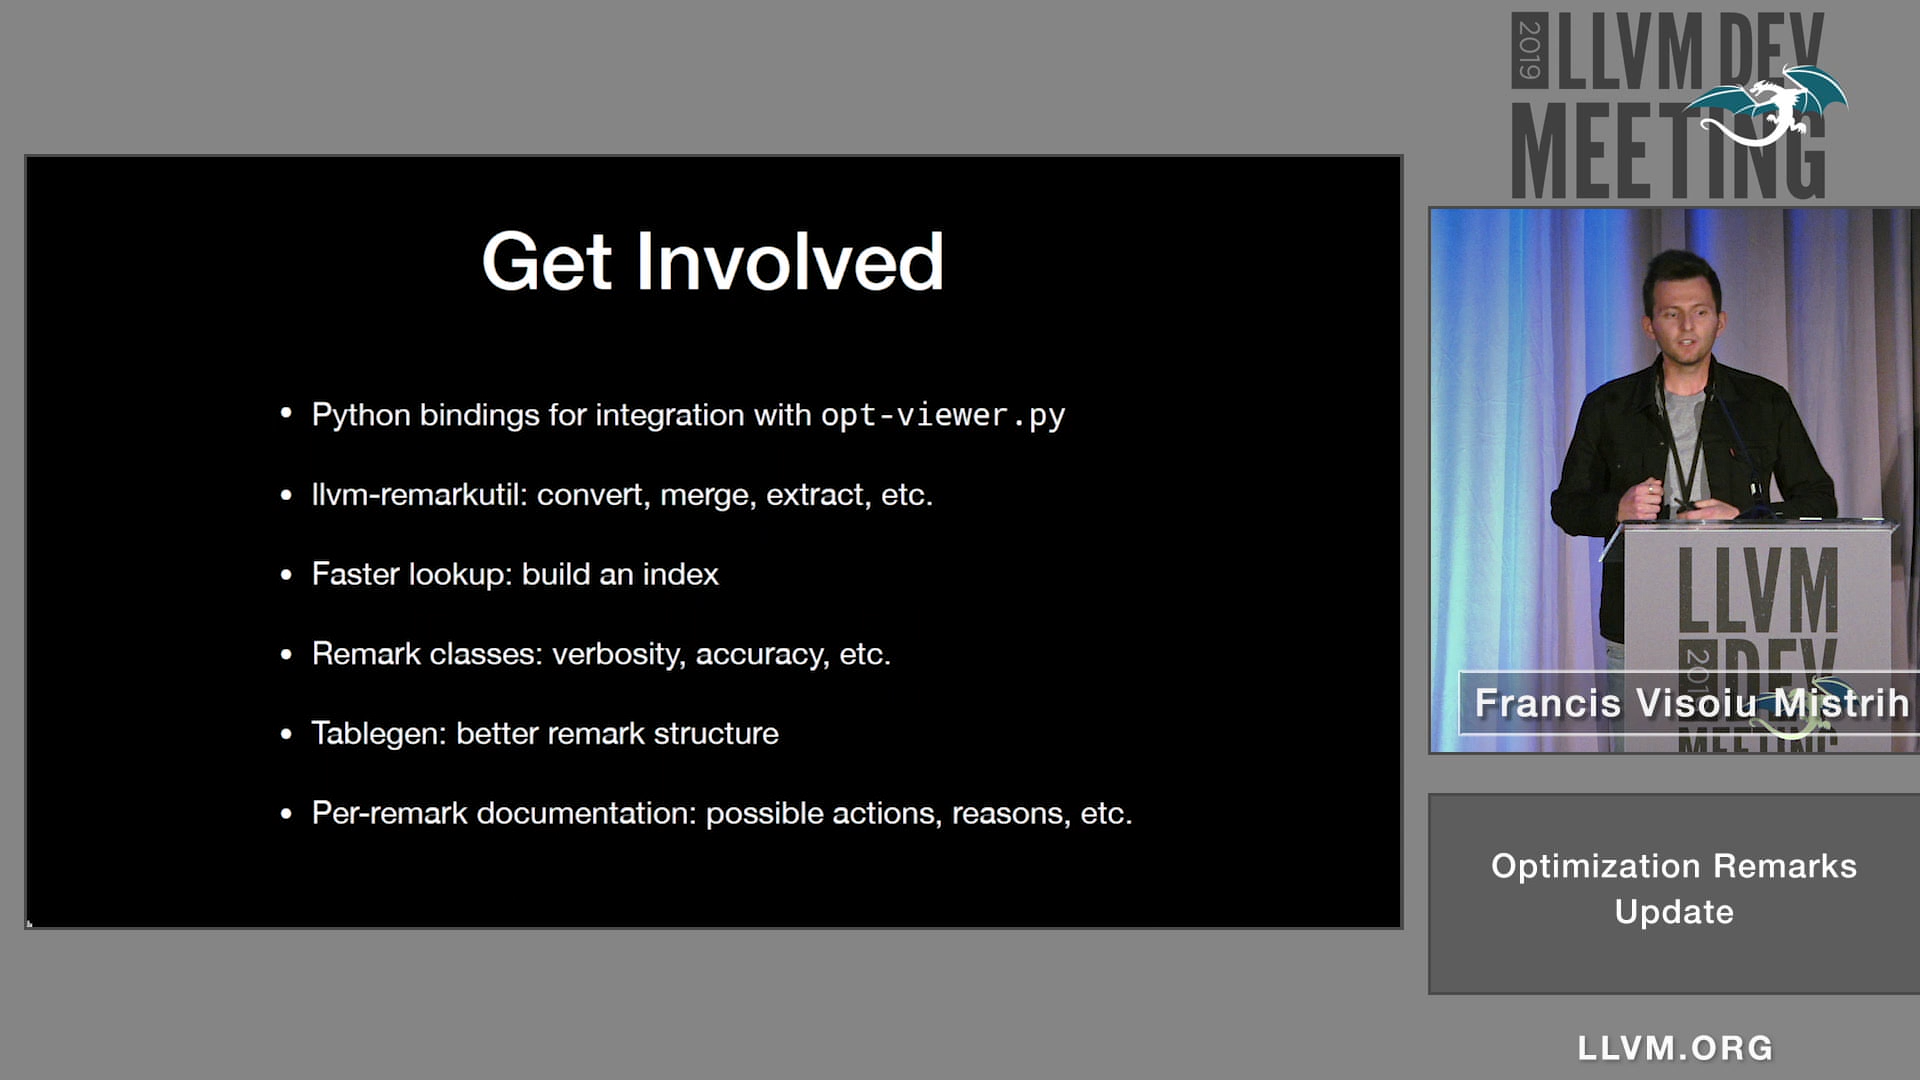 2019 LLVM DEV
MEETING
Get Involved
• Python bindings for integration with opt-viewer.py
• llvm-remarkutil: convert, merge, extract, etc.
• Faster lookup: build an index
• Remark classes: verbosity, accuracy, etc.
• Tablegen: better remark structure
• Per-remark documentation: possible actions, reasons, etc.
LLVM
DEV
MEETING
Francis Visoiu Mistrih
Optimization Remarks
Update
LLVM.ORG